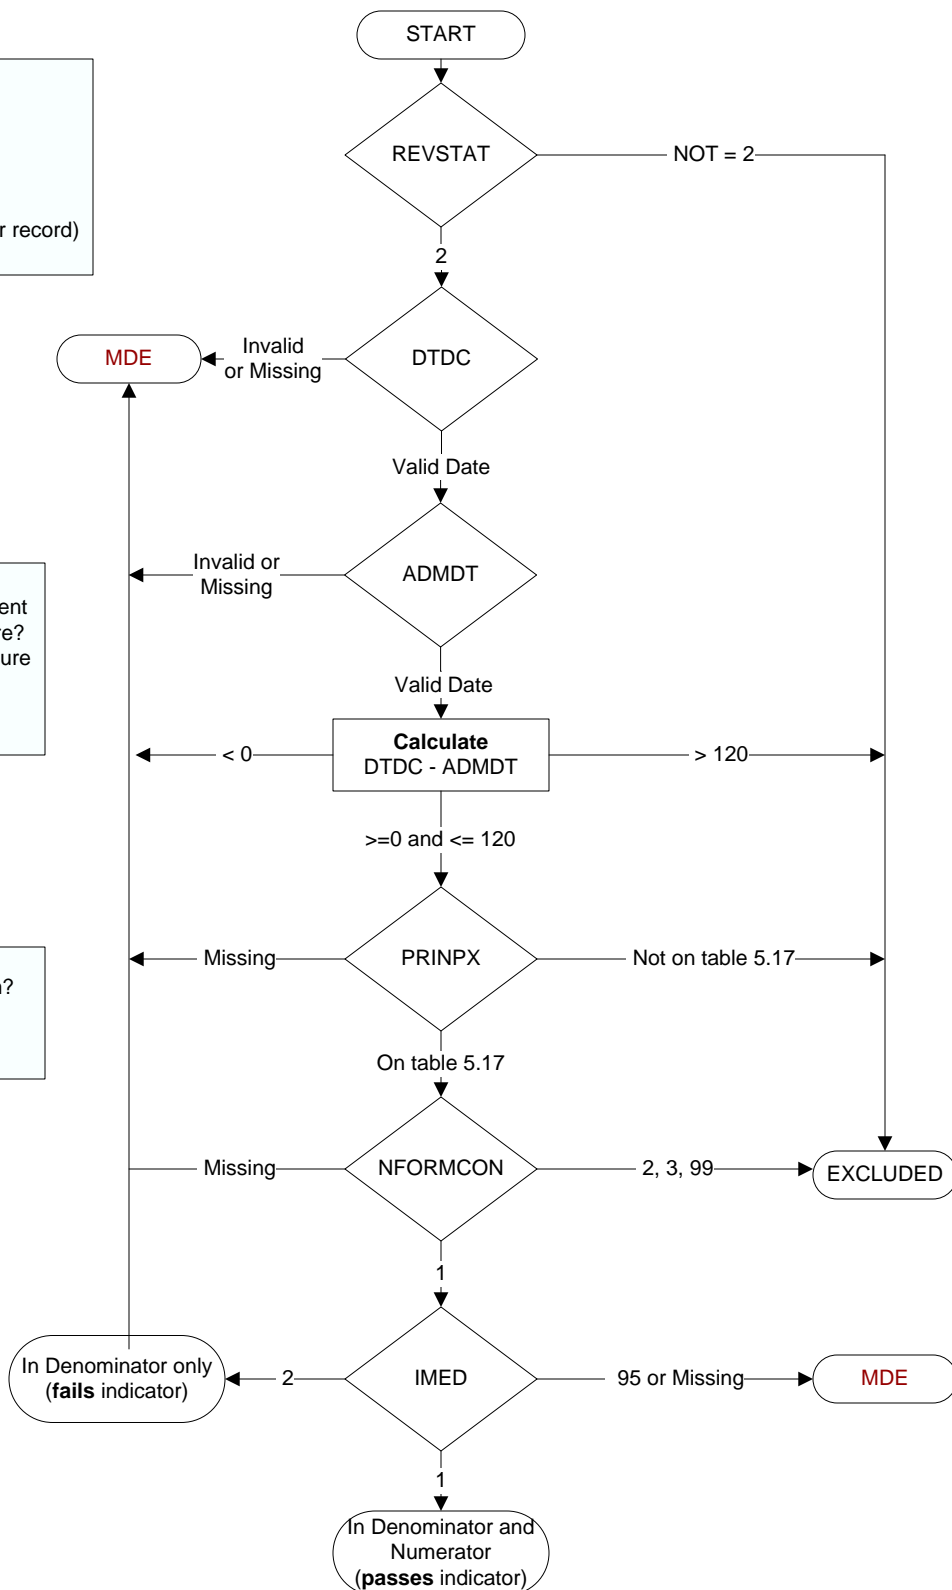 START
REVSTAT
NOT = 2
r record)
2
MDE
Invalid
or Missing
DTDC
Valid Date
Invalid or
Missing
ADMDT
ent
re?
ure
Valid Date
< 0
Calculate
DTDC - ADMDT
> 120
>=0 and <= 120
Missing
PRINPX
Not on table 5.17
n?
On table 5.17
Missing
NFORMCON
2, 3, 99
EXCLUDED
1
In Denominator only
(fails indicator)
2
IMED
95 or Missing
MDE
1
In Denominator and
Numerator
(passes indicator)